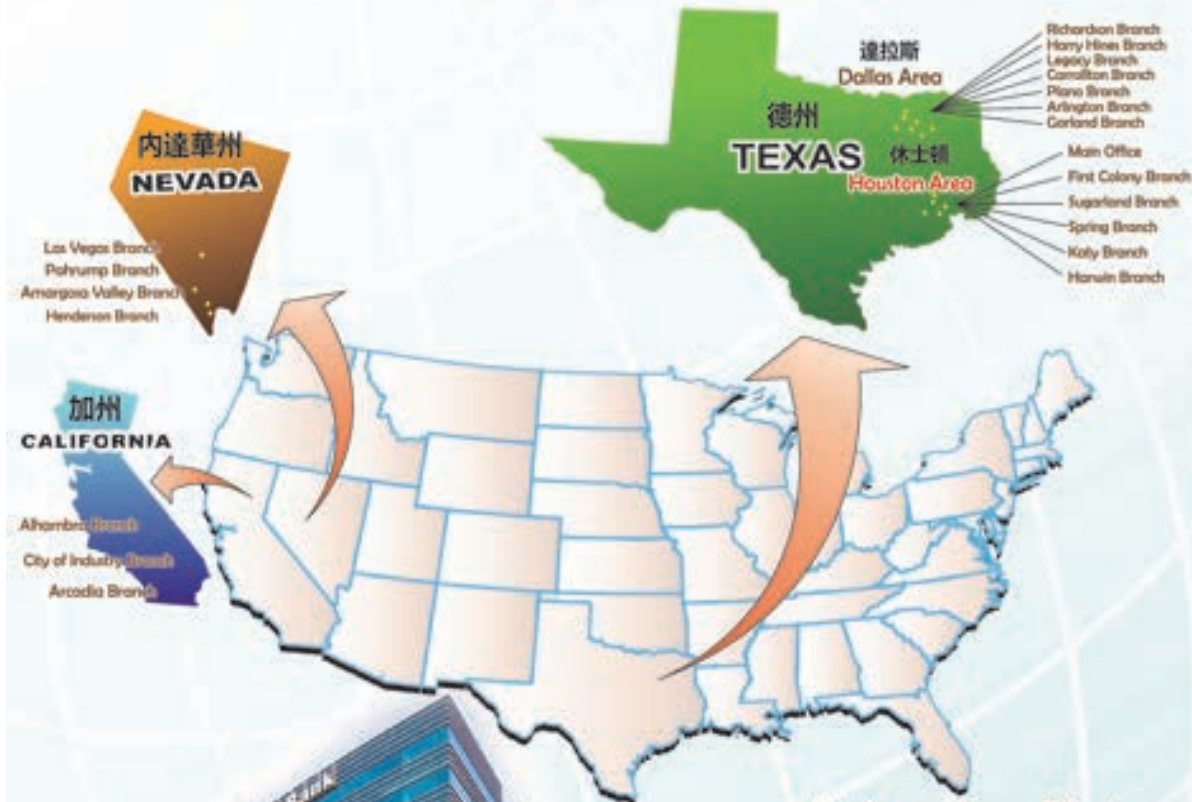 達拉斯
Dallas Area
Richardson Branch
Harry Hines Branch
Legacy Branch
Carrollton Branch
Plano Branch
Arlington Branch
Garland Branch
德州
TEXAS
休士頓
Houston Area
Main Office
First Colony Branch
Sugarland Branch
Spring Branch
Katy Branch
Harwin Branch
內達華州
NEVADA
Las Vegas Branch
Pahrump Branch
Amargosa Valley Branch
Henderson Branch
加州
CALIFORNIA
Alhambra Branch
City of Industry Branch
Arcadia Branch